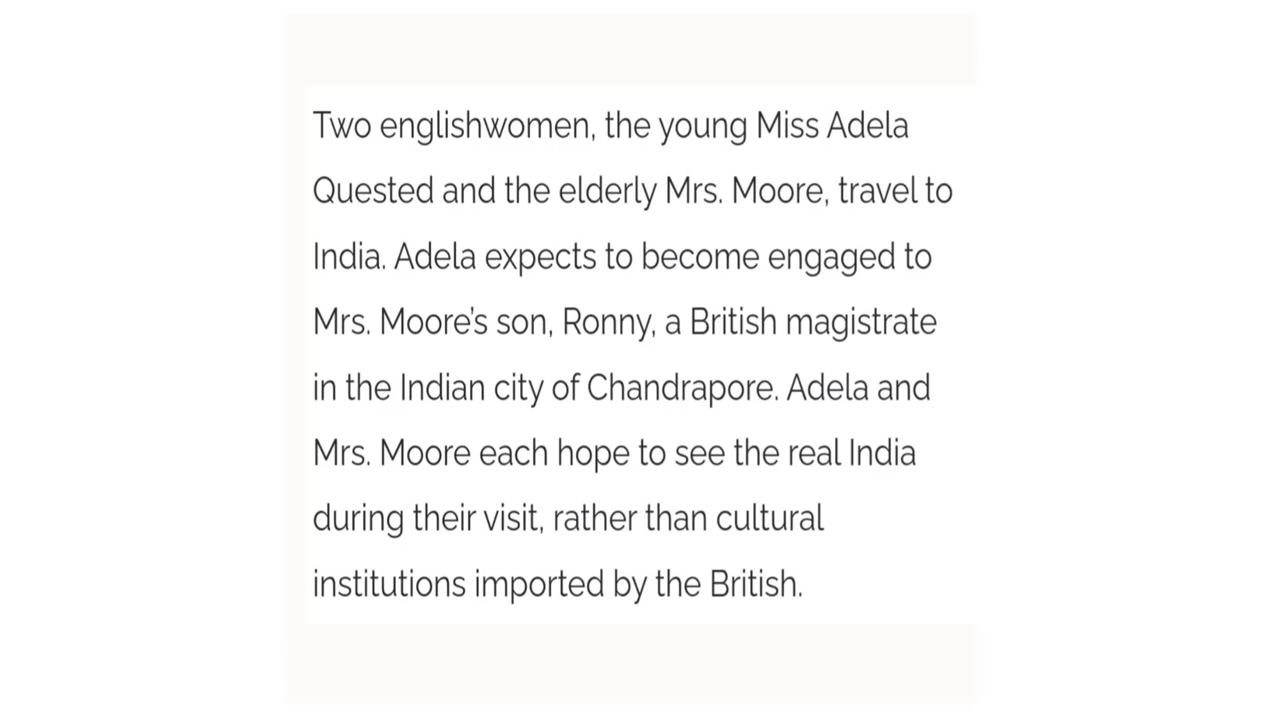 Two englishwomen, the young Miss Adela
Quested and the elderly Mrs. Moore, travel to
India. Adela expects to become engaged to
Mrs. Moore's son, Ronny, a British magistrate
in the Indian city of Chandrapore. Adela and
Mrs. Moore each hope to see the real India
during their visit, rather than cultural
institutions imported by the British.